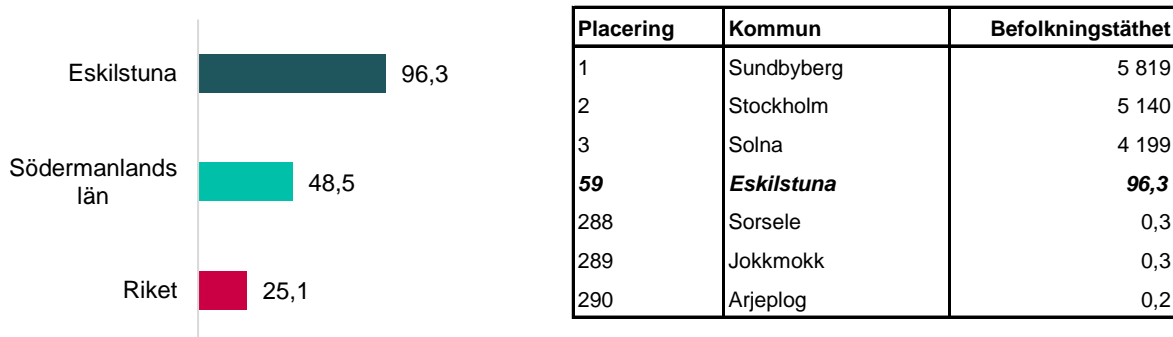 Eskilstuna 96,3
Södermanlands
län 48,5
Riket 25,1
Placering Kommun Befolkningstäthet
1 Sundbyberg 5 819
2 Stockholm 5 140
3 Solna 4 199
59 Eskilstuna 96,3
288 Sorsele 0,3
289 Jokkmokk 0,3
290 Arjeplog 0,2